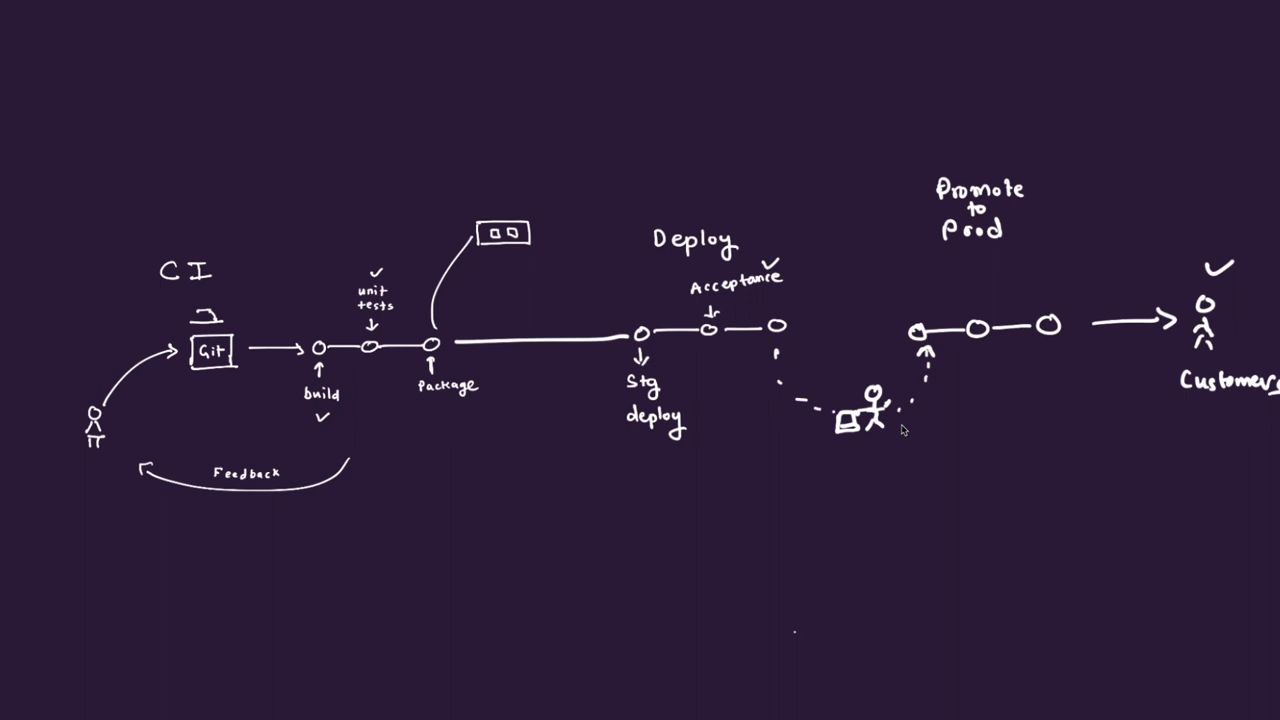 CI
Git
Feedback
build
unit
tests
Package
Deploy
Acceptance
Stg
deploy
Promote
to
Prod
Customers